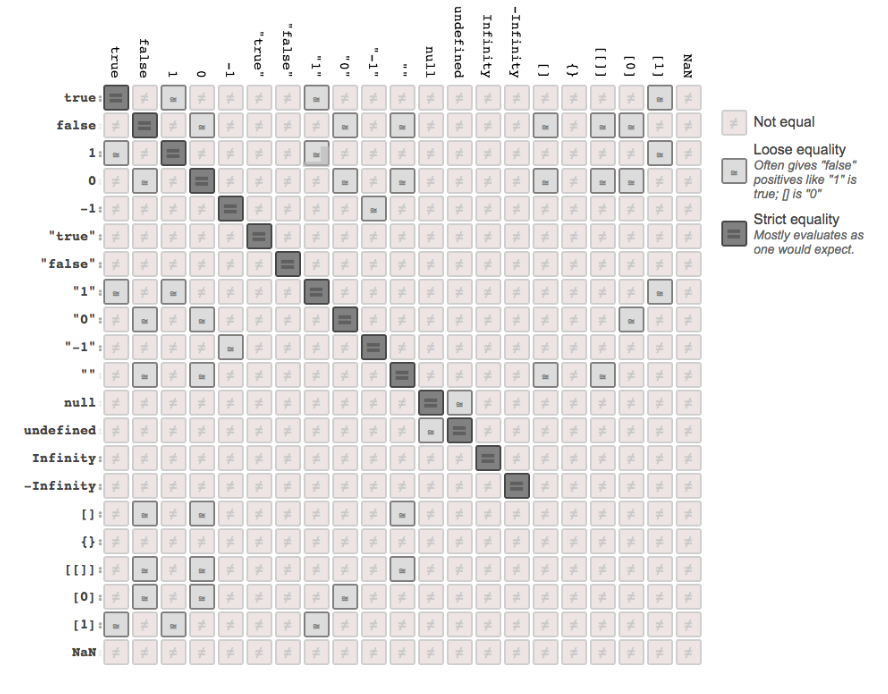 true false 1 0 -1 "true" "false" "1" "0" "-1" "" null undefined Infinity -Infinity [] {} [[]] [0] [1] NaN
true: = ≠ ≅ ≠ ≠ ≠ ≠ ≅ ≠ ≠ ≠ ≠ ≠ ≠ ≠ ≠ ≠ ≠ ≠ ≅ ≠
false: ≠ = ≠ ≅ ≠ ≠ ≠ ≠ ≅ ≠ ≅ ≠ ≠ ≠ ≠ ≅ ≠ ≅ ≅ ≠ ≠
1: ≅ ≠ = ≠ ≠ ≠ ≠ ≅ ≠ ≠ ≠ ≠ ≠ ≠ ≠ ≠ ≠ ≠ ≠ ≅ ≠
0: ≠ ≅ ≠ = ≠ ≠ ≠ ≠ ≅ ≠ ≅ ≠ ≠ ≠ ≠ ≅ ≠ ≅ ≅ ≠ ≠
-1: ≠ ≠ ≠ ≠ = ≠ ≠ ≠ ≠ ≅ ≠ ≠ ≠ ≠ ≠ ≠ ≠ ≠ ≠ ≠ ≠
"true": ≠ ≠ ≠ ≠ ≠ = ≠ ≠ ≠ ≠ ≠ ≠ ≠ ≠ ≠ ≠ ≠ ≠ ≠ ≠ ≠
"false": ≠ ≠ ≠ ≠ ≠ ≠ = ≠ ≠ ≠ ≠ ≠ ≠ ≠ ≠ ≠ ≠ ≠ ≠ ≠ ≠
"1": ≅ ≠ ≅ ≠ ≠ ≠ ≠ = ≠ ≠ ≠ ≠ ≠ ≠ ≠ ≠ ≠ ≠ ≠ ≅ ≠
"0": ≠ ≅ ≠ ≅ ≠ ≠ ≠ ≠ = ≠ ≠ ≠ ≠ ≠ ≠ ≠ ≠ ≠ ≅ ≠ ≠
"-1": ≠ ≠ ≠ ≠ ≅ ≠ ≠ ≠ ≠ = ≠ ≠ ≠ ≠ ≠ ≠ ≠ ≠ ≠ ≠ ≠
"" ≠ ≅ ≠ ≅ ≠ ≠ ≠ ≠ ≠ ≠ = ≠ ≠ ≠ ≠ ≅ ≠ ≅ ≠ ≠ ≠
null ≠ ≠ ≠ ≠ ≠ ≠ ≠ ≠ ≠ ≠ ≠ = ≅ ≠ ≠ ≠ ≠ ≠ ≠ ≠ ≠
undefined ≠ ≠ ≠ ≠ ≠ ≠ ≠ ≠ ≠ ≠ ≠ ≅ = ≠ ≠ ≠ ≠ ≠ ≠ ≠ ≠
Infinity: ≠ ≠ ≠ ≠ ≠ ≠ ≠ ≠ ≠ ≠ ≠ ≠ ≠ = ≠ ≠ ≠ ≠ ≠ ≠ ≠
-Infinity: ≠ ≠ ≠ ≠ ≠ ≠ ≠ ≠ ≠ ≠ ≠ ≠ ≠ ≠ = ≠ ≠ ≠ ≠ ≠ ≠
[]: ≠ ≅ ≠ ≅ ≠ ≠ ≠ ≠ ≠ ≠ ≅ ≠ ≠ ≠ ≠ ≠ ≠ ≠ ≠ ≠ ≠
{}: ≠ ≠ ≠ ≠ ≠ ≠ ≠ ≠ ≠ ≠ ≠ ≠ ≠ ≠ ≠ ≠ ≠ ≠ ≠ ≠ ≠
[[]]: ≠ ≅ ≠ ≅ ≠ ≠ ≠ ≠ ≠ ≠ ≅ ≠ ≠ ≠ ≠ ≠ ≠ ≠ ≠ ≠ ≠
[0]: ≠ ≅ ≠ ≅ ≠ ≠ ≠ ≠ ≅ ≠ ≠ ≠ ≠ ≠ ≠ ≠ ≠ ≠ ≠ ≠ ≠
[1]: ≅ ≠ ≅ ≠ ≠ ≠ ≠ ≅ ≠ ≠ ≠ ≠ ≠ ≠ ≠ ≠ ≠ ≠ ≠ ≠ ≠
NaN ≠ ≠ ≠ ≠ ≠ ≠ ≠ ≠ ≠ ≠ ≠ ≠ ≠ ≠ ≠ ≠ ≠ ≠ ≠ ≠ ≠
≠ Not equal
≅ Loose equality
Often gives "false"
positives like "1" is
true; [] is "0"
= Strict equality
Mostly evaluates as
one would expect.